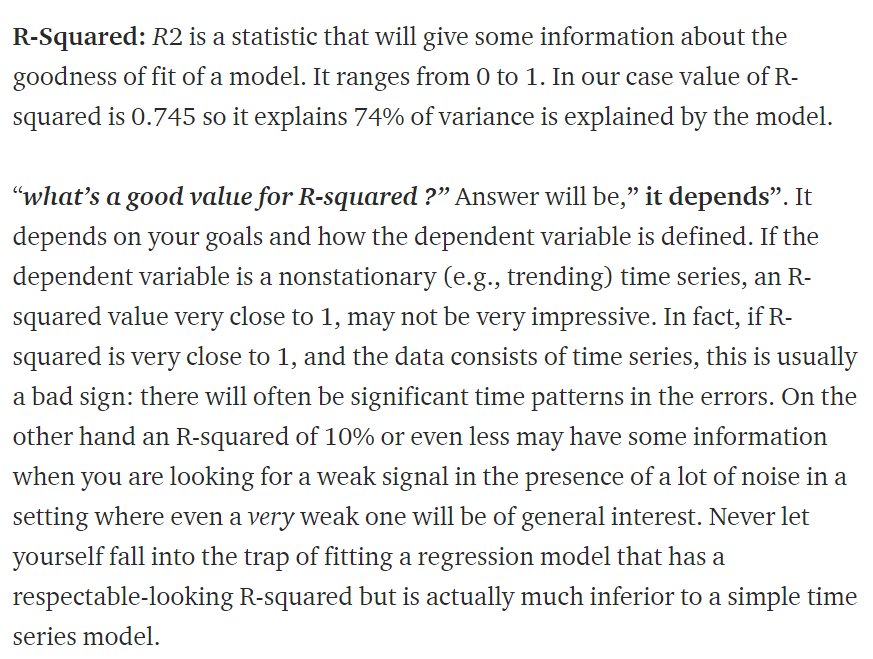 R-Squared: R2 is a statistic that will give some information about the
goodness of fit of a model. It ranges from 0 to 1. In our case value of R-
squared is 0.745 so it explains 74% of variance is explained by the model.
“what’s a good value for R-squared ?” Answer will be,” it depends”. It
depends on your goals and how the dependent variable is defined. If the
dependent variable is a nonstationary (e.g., trending) time series, an R-
squared value very close to 1, may not be very impressive. In fact, if R-
squared is very close to 1, and the data consists of time series, this is usually
a bad sign: there will often be significant time patterns in the errors. On the
other hand an R-squared of 10% or even less may have some information
when you are looking for a weak signal in the presence of a lot of noise in a
setting where even a very weak one will be of general interest. Never let
yourself fall into the trap of fitting a regression model that has a
respectable-looking R-squared but is actually much inferior to a simple time
series model.